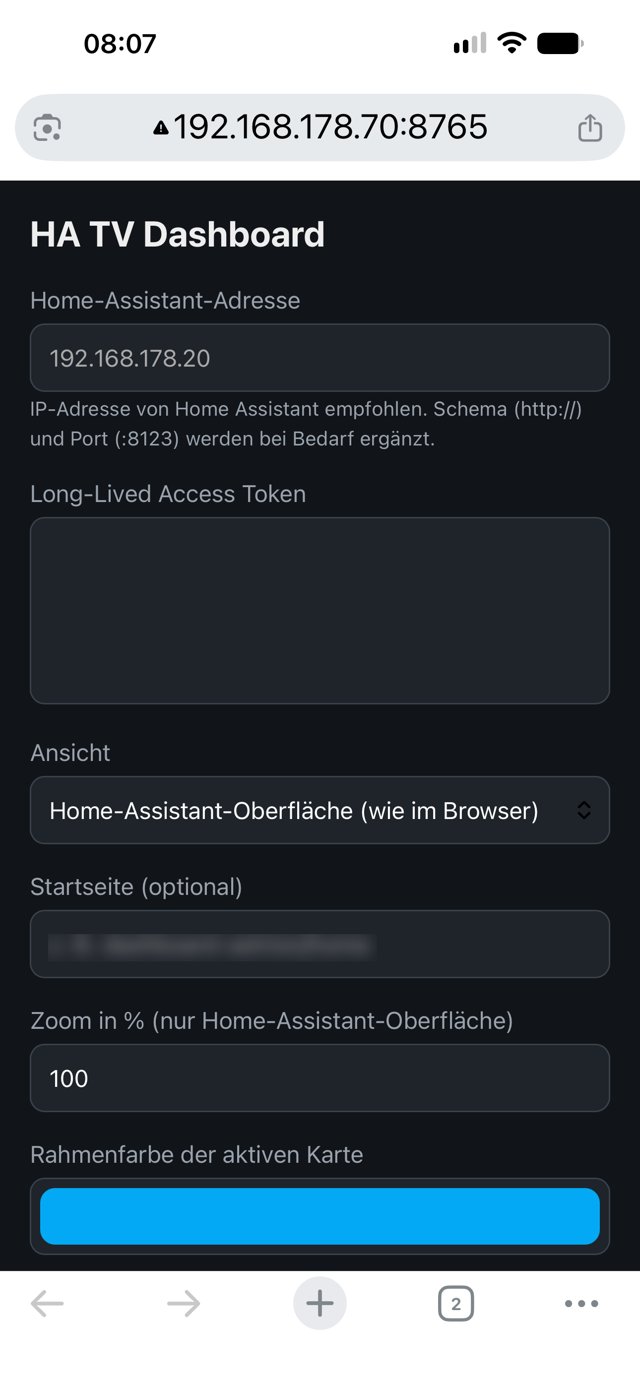 08:07
192.168.178.70:8765
HA TV Dashboard
Home-Assistant-Adresse
192.168.178.20
IP-Adresse von Home Assistant empfohlen. Schema (http://)
und Port (:8123) werden bei Bedarf ergänzt.
Long-Lived Access Token
Ansicht
Home-Assistant-Oberfläche (wie im Browser)
Startseite (optional)
Zoom in % (nur Home-Assistant-Oberfläche)
100
Rahmenfarbe der aktiven Karte
2